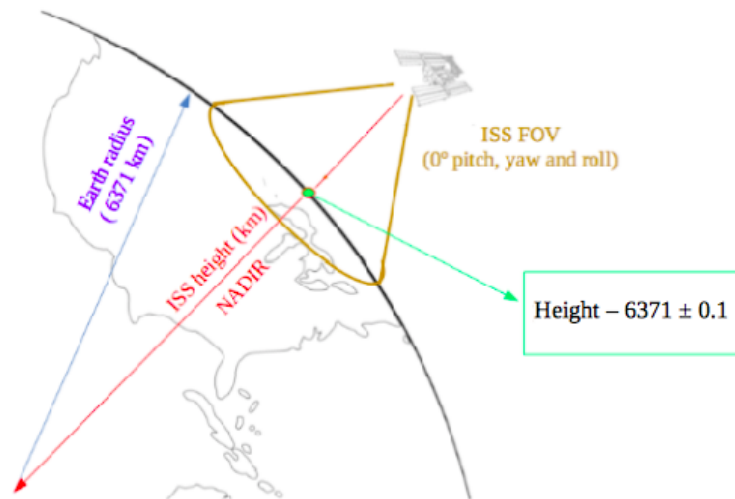 ISS FOV
(0° pitch, yaw and roll)
Earth radius
( 6371 km)
ISS height (km)
NADIR
Height – 6371 ± 0.1